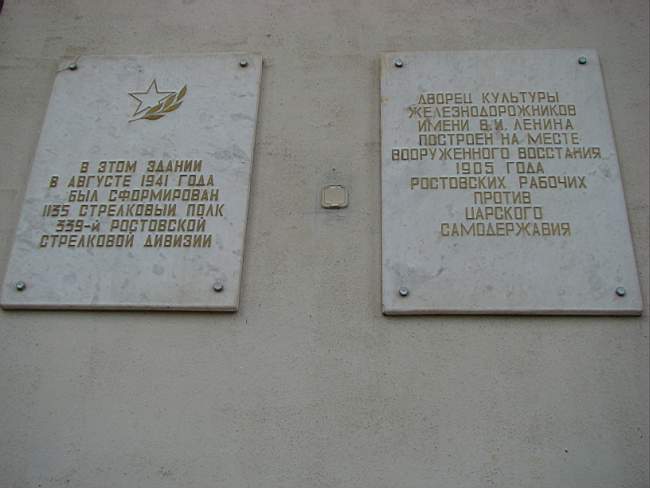 В ЭТОМ ЗДАНИИ
В АВГУСТЕ 1941 ГОДА
БЫЛ СФОРМИРОВАН
1135 СТРЕЛКОВЫЙ ПОЛК
339-Й РОСТОВСКОЙ
СТРЕЛКОВОЙ ДИВИЗИИ
ДВОРЕЦ КУЛЬТУРЫ
ЖЕЛЕЗНОДОРОЖНИКОВ
ИМЕНИ В.И. ЛЕНИНА
ПОСТРОЕН НА МЕСТЕ
ВООРУЖЕННОГО ВОССТАНИЯ
1905 ГОДА
РОСТОВСКИХ РАБОЧИХ
ПРОТИВ
ЦАРСКОГО
САМОДЕРЖАВИЯ